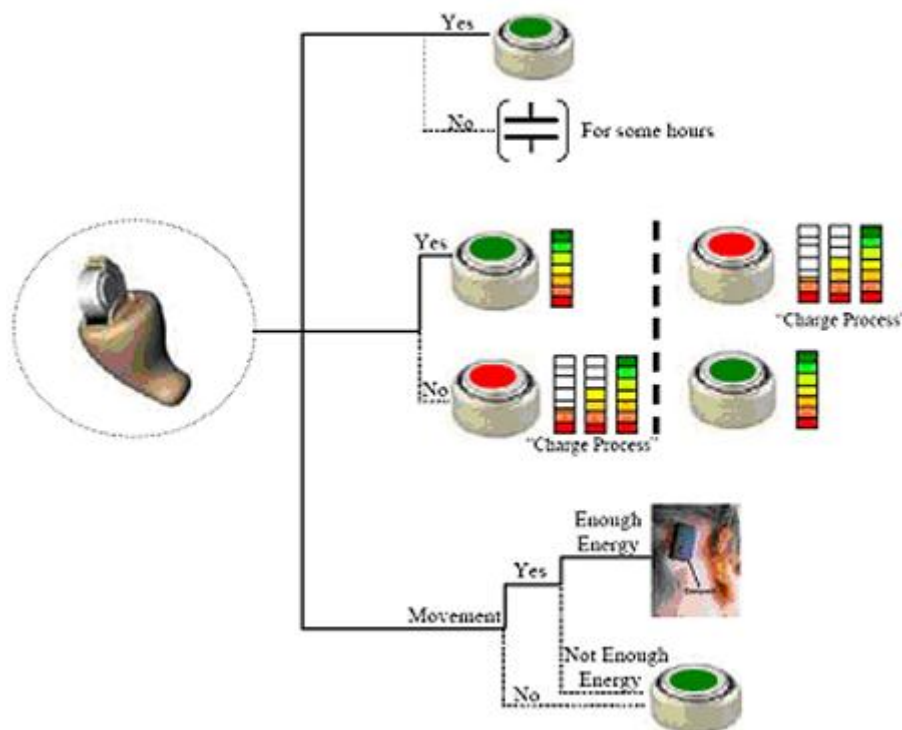 Yes
No
For some hours
Yes
"Charge Process"
No
"Charge Process"
Enough
Energy
Yes
Movement
Not Enough
Energy
No